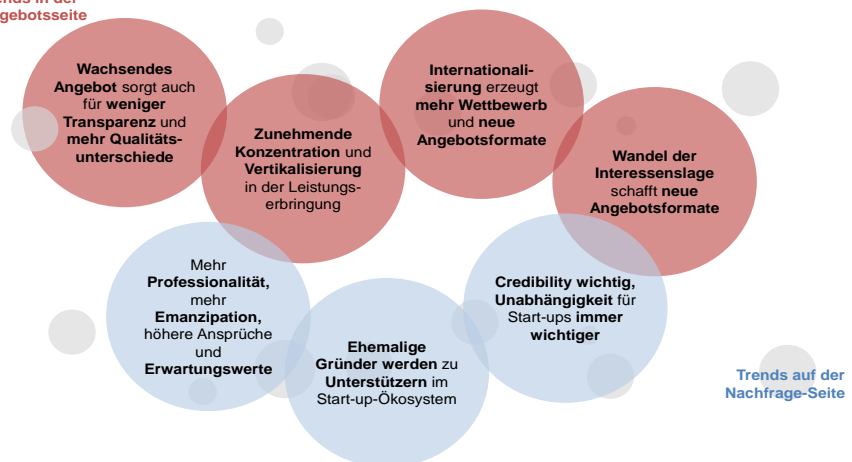 gebotsseite
Wachsendes
Angebot sorgt auch
für weniger
Transparenz und
mehr Qualitäts-
unterschiede
Zunehmende
Konzentration und
Vertikalisierung
in der Leistungs-
erbringung
Internationali-
sierung erzeugt
mehr Wettbewerb
und neue
Angebotsformate
Wandel der
Interessenslage
schafft neue
Angebotsformate
Mehr
Professionalität,
mehr
Emanzipation,
höhere Ansprüche
und
Erwartungswerte
Ehemalige
Gründer werden zu
Unterstützern im
Start-up-Ökosystem
Credibility wichtig,
Unabhängigkeit für
Start-ups immer
wichtiger
Trends auf der
Nachfrage-Seite